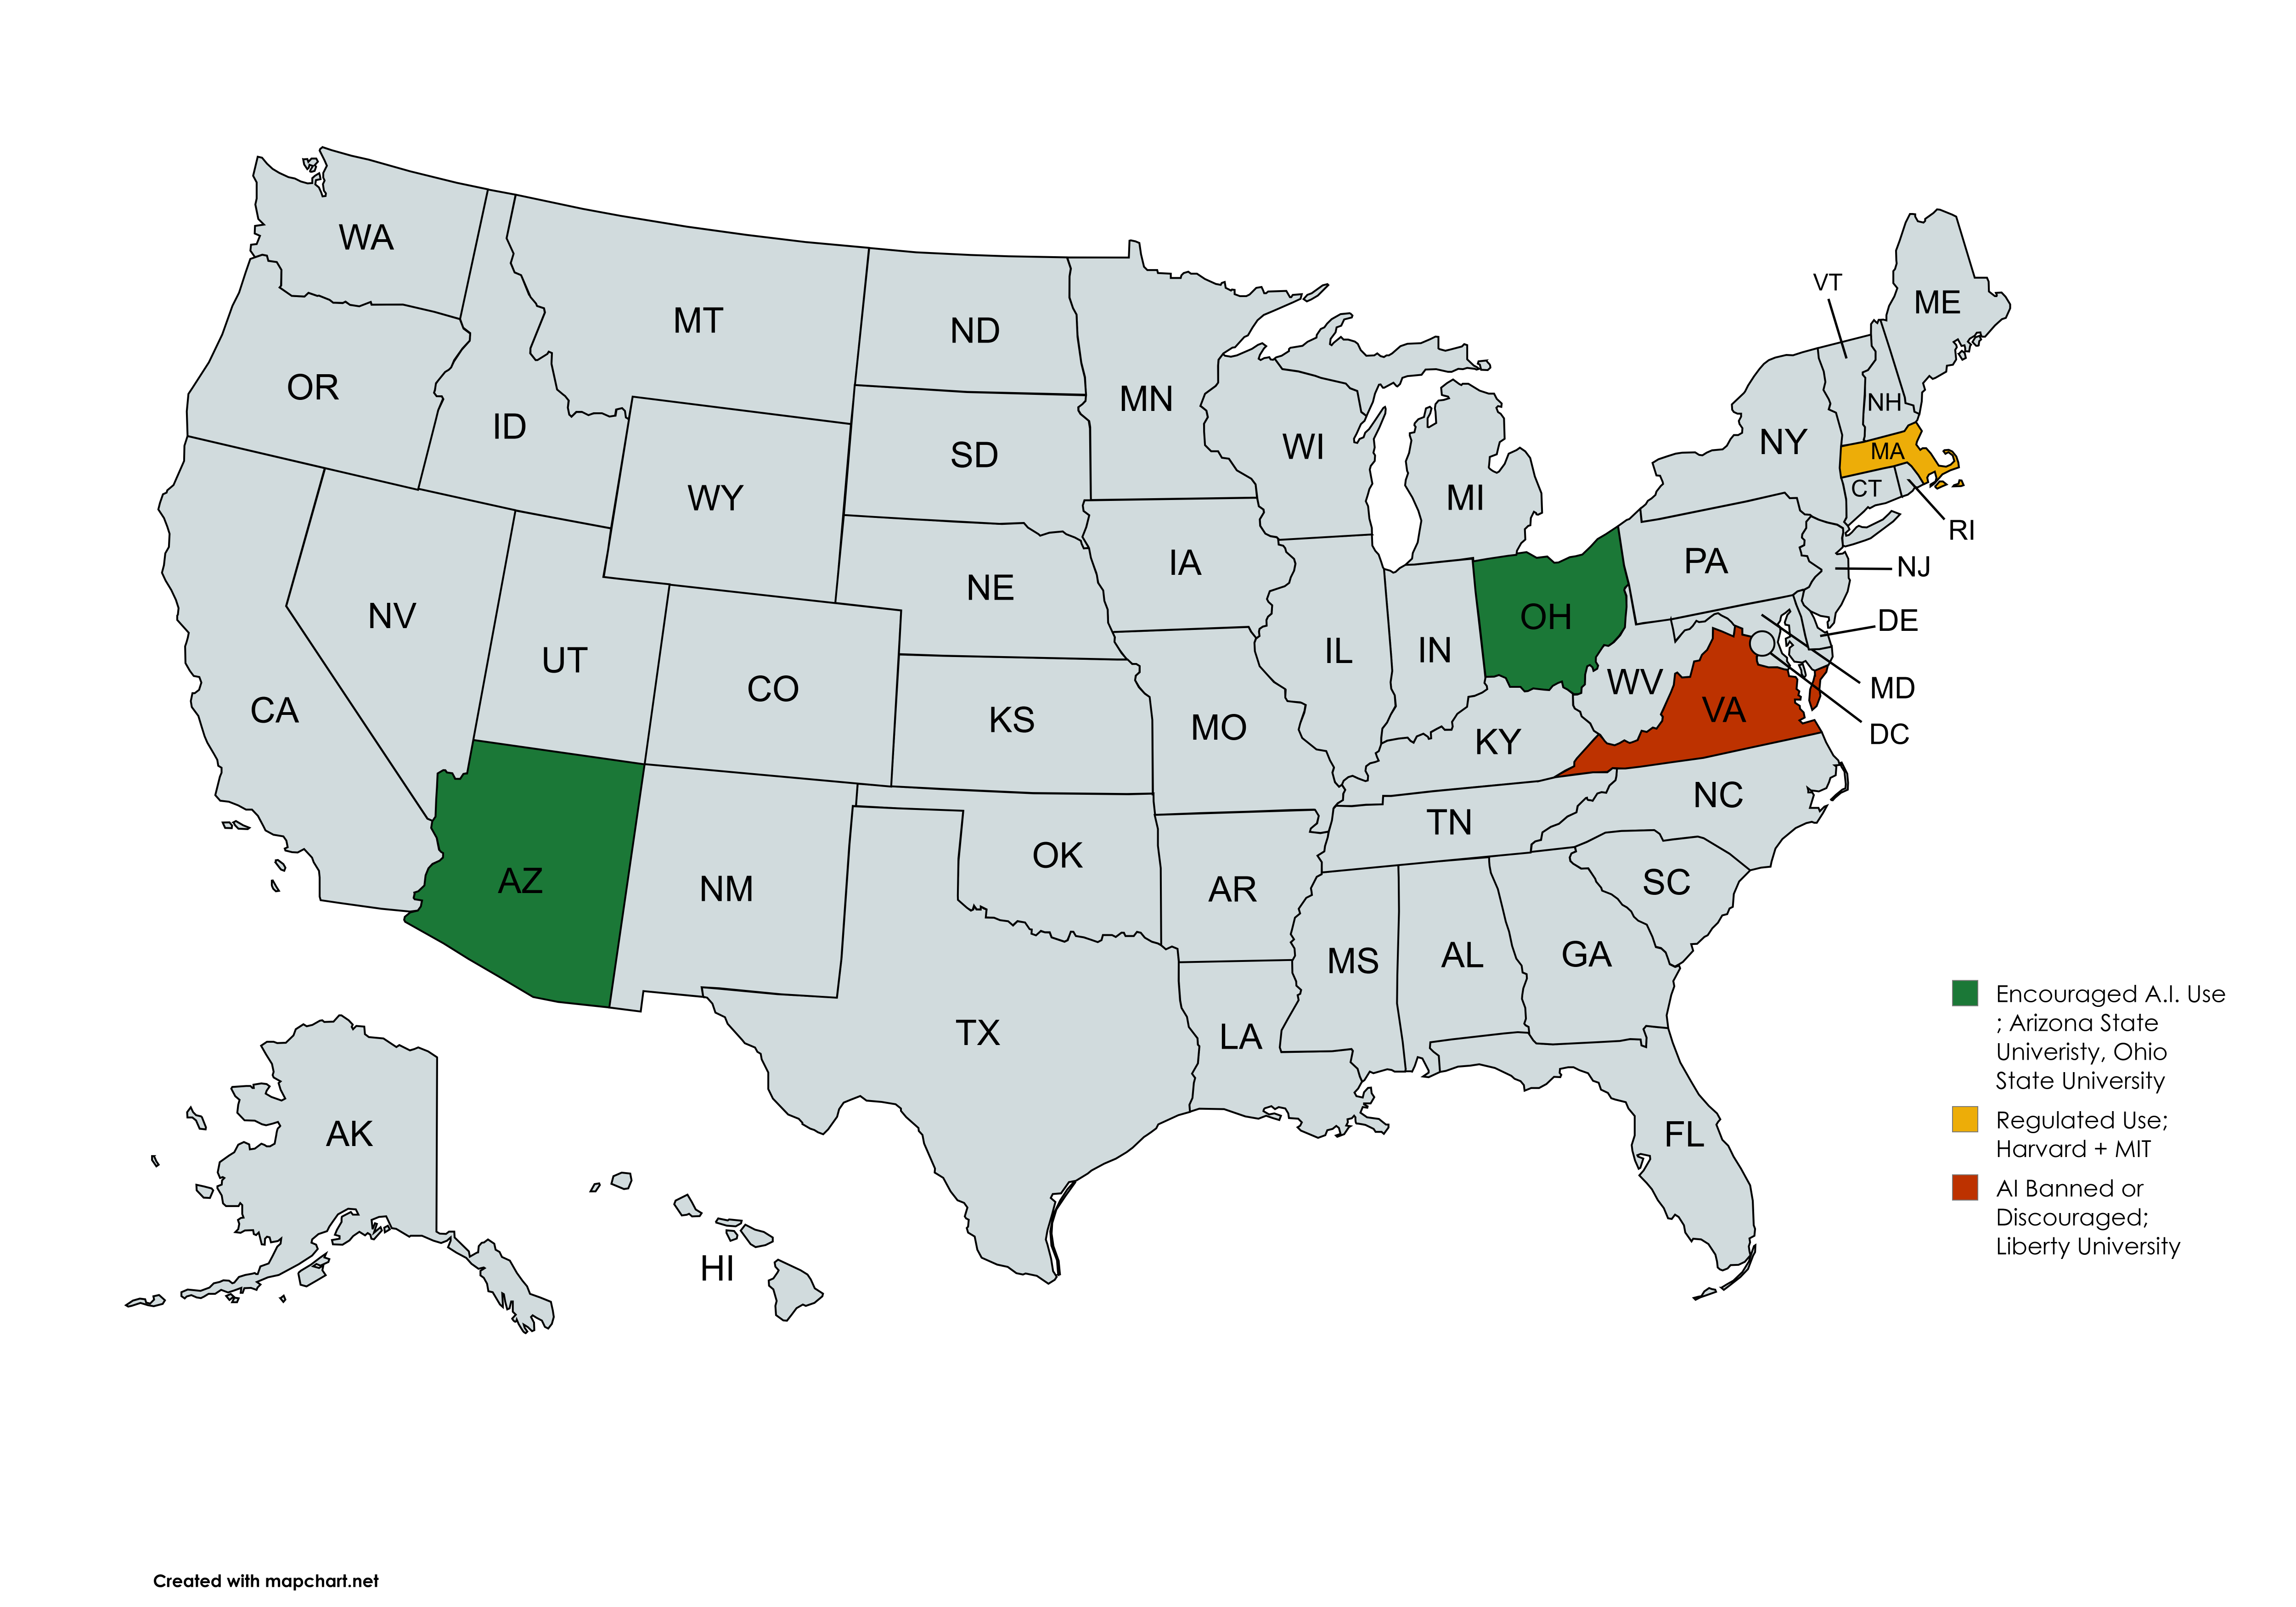 WA
MT
ND
MN
VT
ME
OR
ID
SD
WI
NY
NH
MA
CT
RI
WY
MI
IA
PA
NJ
NE
NV
UT
CO
IL
IN
OH
DE
WV
MD
VA
DC
CA
KS
MO
KY
NC
TN
OK
AZ
NM
AR
SC
MS
AL
GA
TX
LA
AK
FL
HI
Encouraged A.I. Use
; Arizona State
Univeristy, Ohio
State University
Regulated Use;
Harvard + MIT
AI Banned or
Discouraged;
Liberty University
Created with mapchart.net